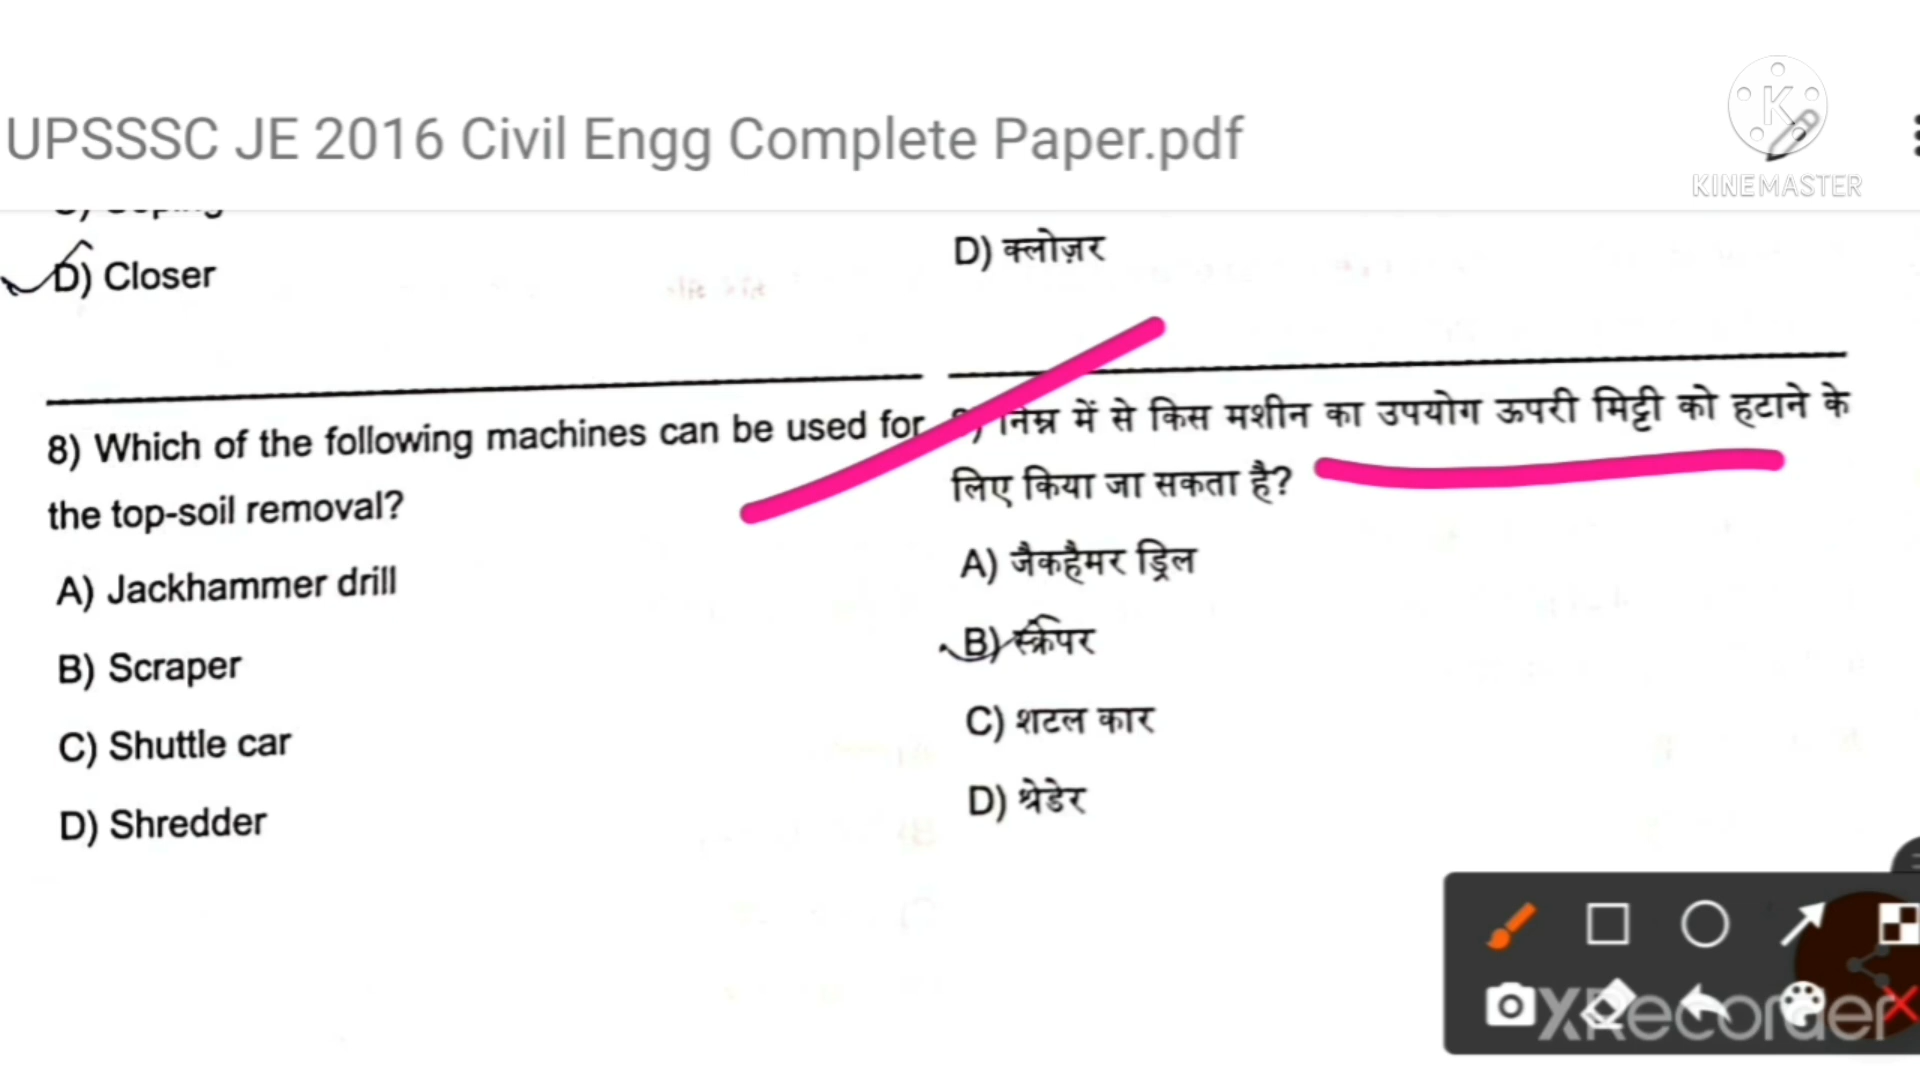 UPSSSC JE 2016 Civil Engg Complete Paper.pdf
KINEMASTER
D) Closer
8) Which of the following machines can be used for
the top-soil removal?
A) Jackhammer drill
B) Scraper
C) Shuttle car
D) Shredder
D) क्लोज़र
निम्न में से किस मशीन का उपयोग ऊपरी मिट्टी को हटाने के
लिए किया जा सकता है?
A) जैकहैमर ड्रिल
B) स्क्रेपर
C) शटल कार
D) श्रेडेर
XRecorder